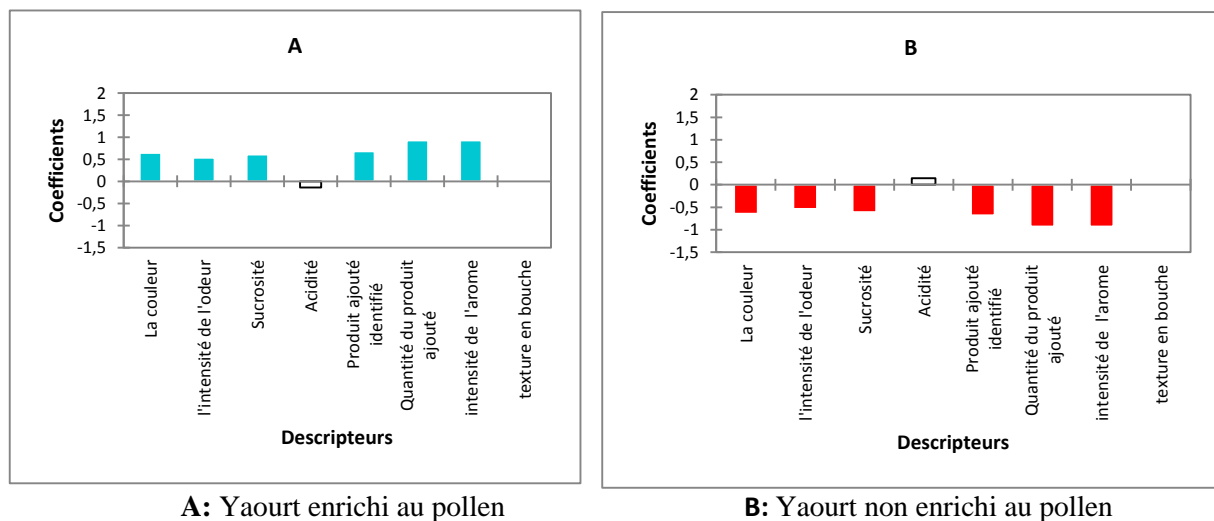 A
Coefficients
2
1,5
1
0,5
0
-0,5
-1
-1,5
La couleur
l'intensité de l'odeur
Sucrosité
Acidité
Produit ajouté
identifié
Quantité du produit
ajouté
intensité de l'arome
texture en bouche
Descripteurs
B
Coefficients
2
1,5
1
0,5
0
-0,5
-1
-1,5
La couleur
l'intensité de l'odeur
Sucrosité
Acidité
Produit ajouté
identifié
Quantité du produit
ajouté
intensité de l'arome
texture en bouche
Descripteurs
A: Yaourt enrichi au pollen
B: Yaourt non enrichi au pollen